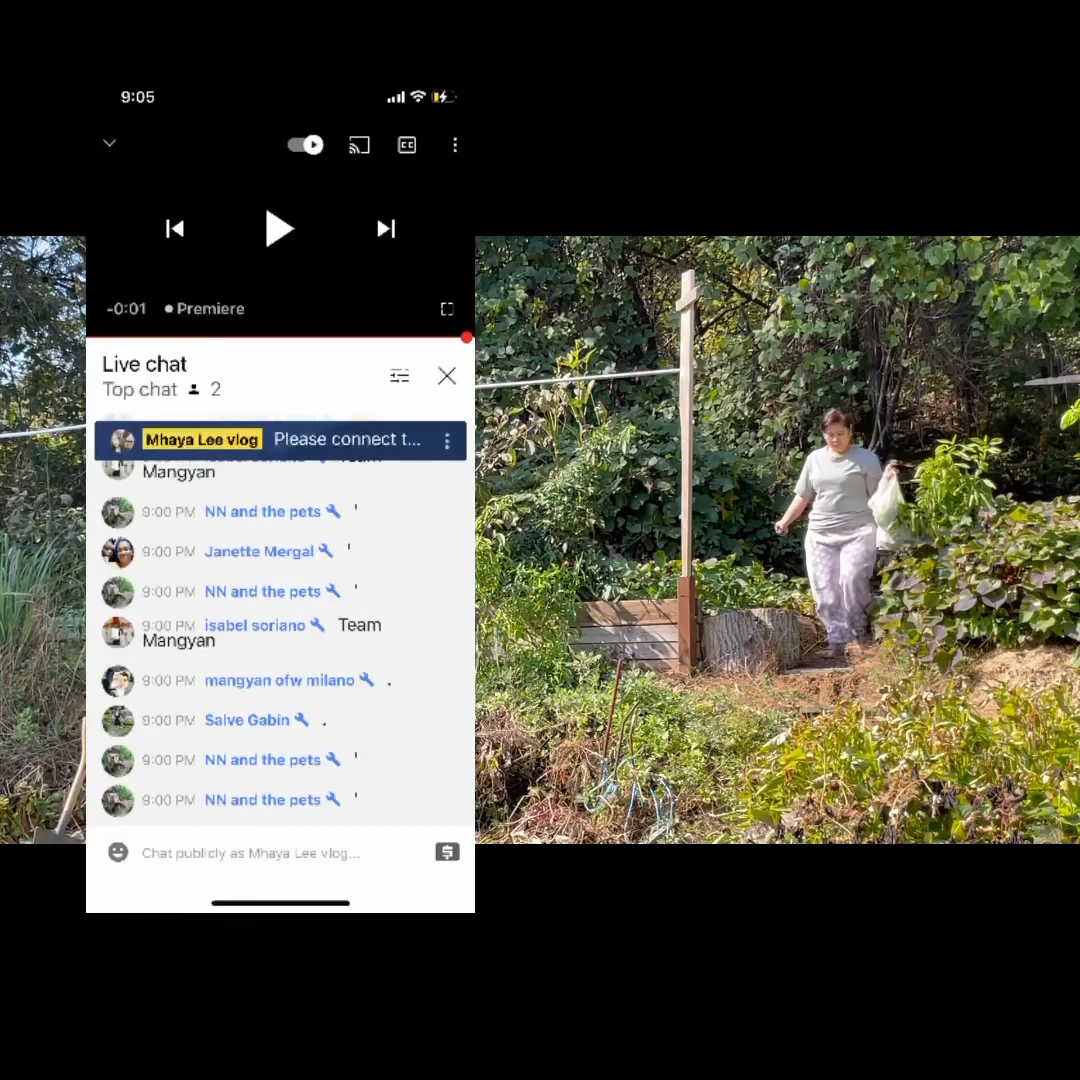 9:05
CC
-0:01 Premiere
Live chat
Top chat 2
Mhaya Lee vlog Please connect t...
Mangyan
9:00 PM NN and the pets '
9:00 PM Janette Mergal '
9:00 PM NN and the pets '
9:00 PM isabel soriano Team
Mangyan
9:00 PM mangyan ofw milano .
9:00 PM Salve Gabin .
9:00 PM NN and the pets '
9:00 PM NN and the pets '
Chat publicly as Mhaya Lee vlog...